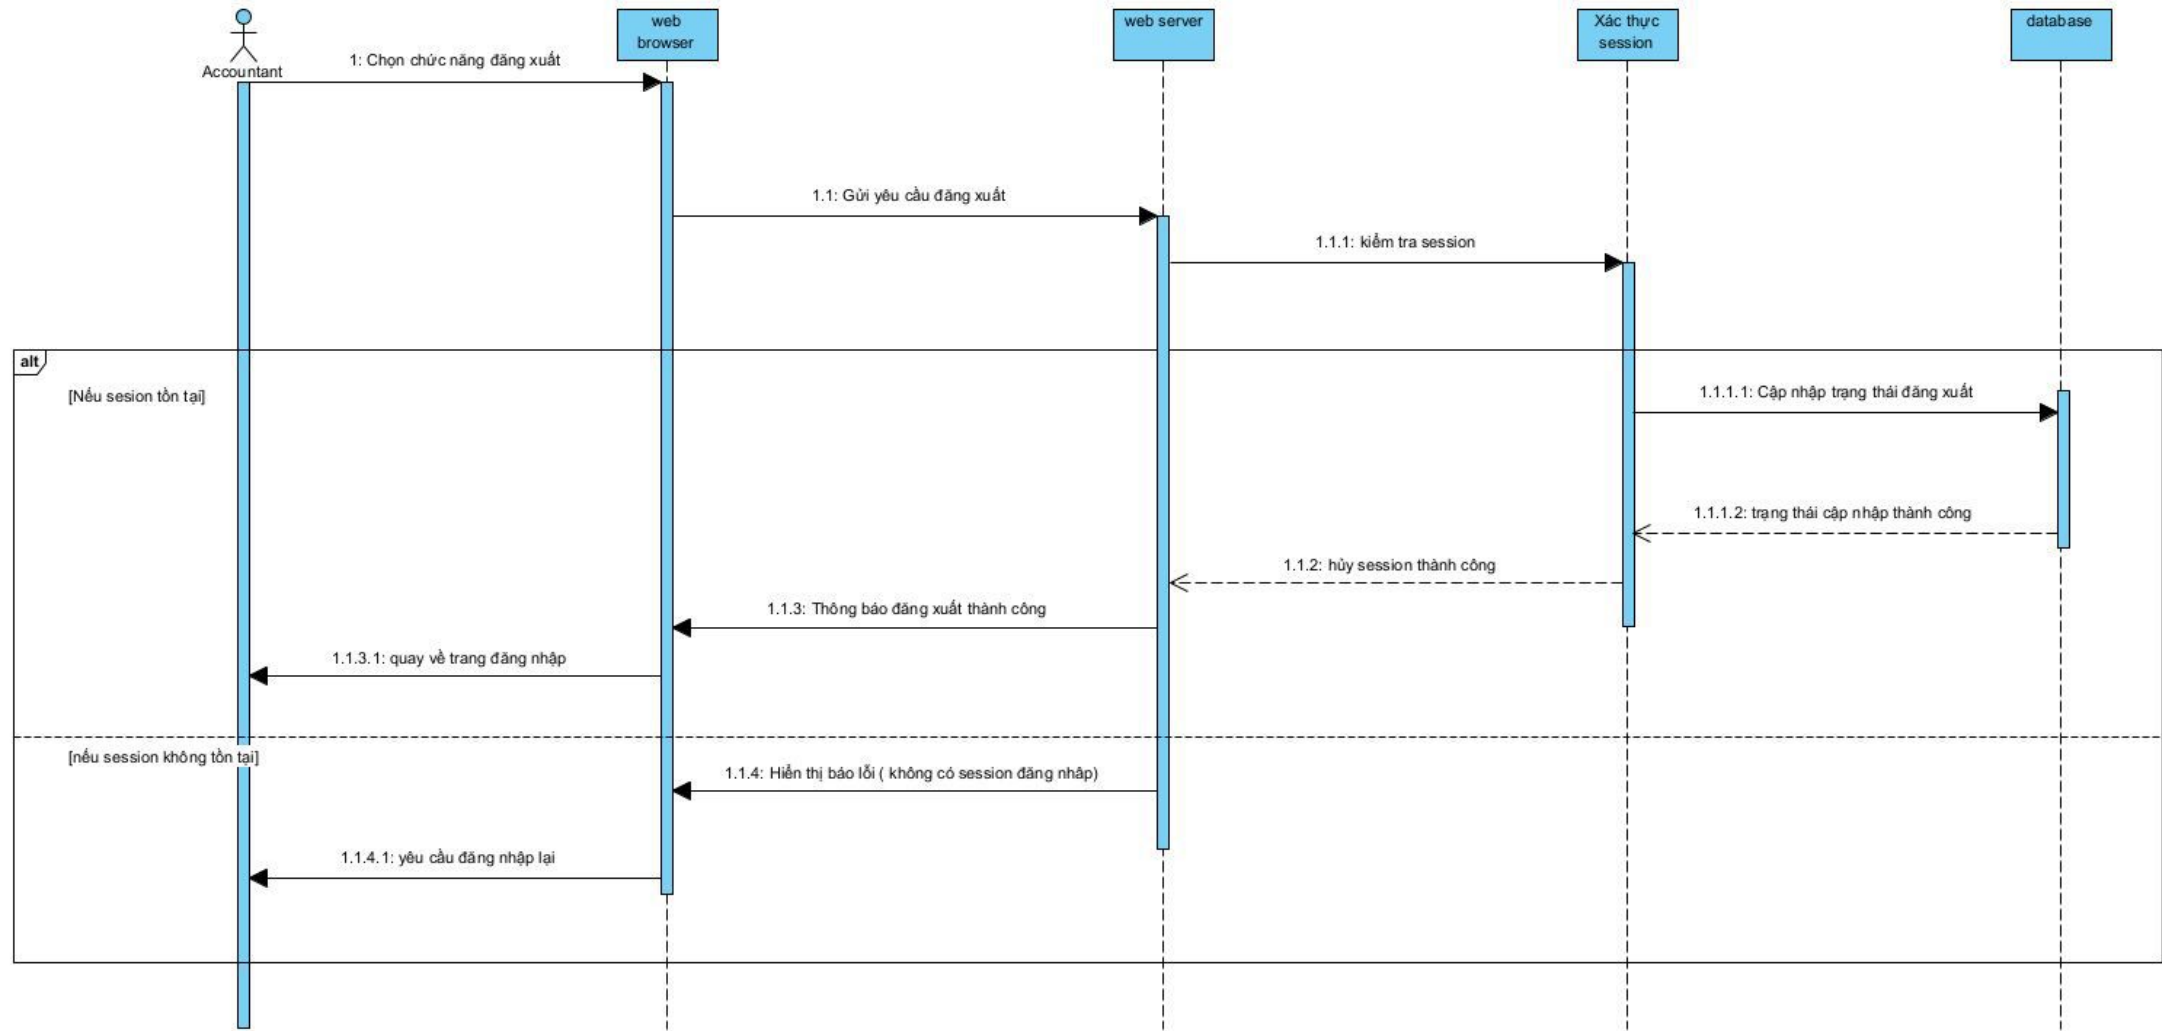 Accountant
web
browser
web server
Xác thực
session
database
1: Chọn chức năng đăng xuất
1.1: Gửi yêu cầu đăng xuất
1.1.1: kiểm tra session
alt
[Nếu sesion tồn tại]
1.1.1.1: Cập nhập trạng thái đăng xuất
1.1.1.2: trạng thái cập nhập thành công
1.1.2: hủy session thành công
1.1.3: Thông báo đăng xuất thành công
1.1.3.1: quay về trang đăng nhập
[nếu session không tồn tại]
1.1.4: Hiển thị báo lỗi ( không có session đăng nhâp)
1.1.4.1: yêu cầu đăng nhập lại